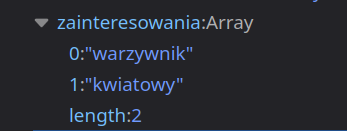 zainteresowania:Array
0:"warzywnik"
1:"kwiatowy"
length:2